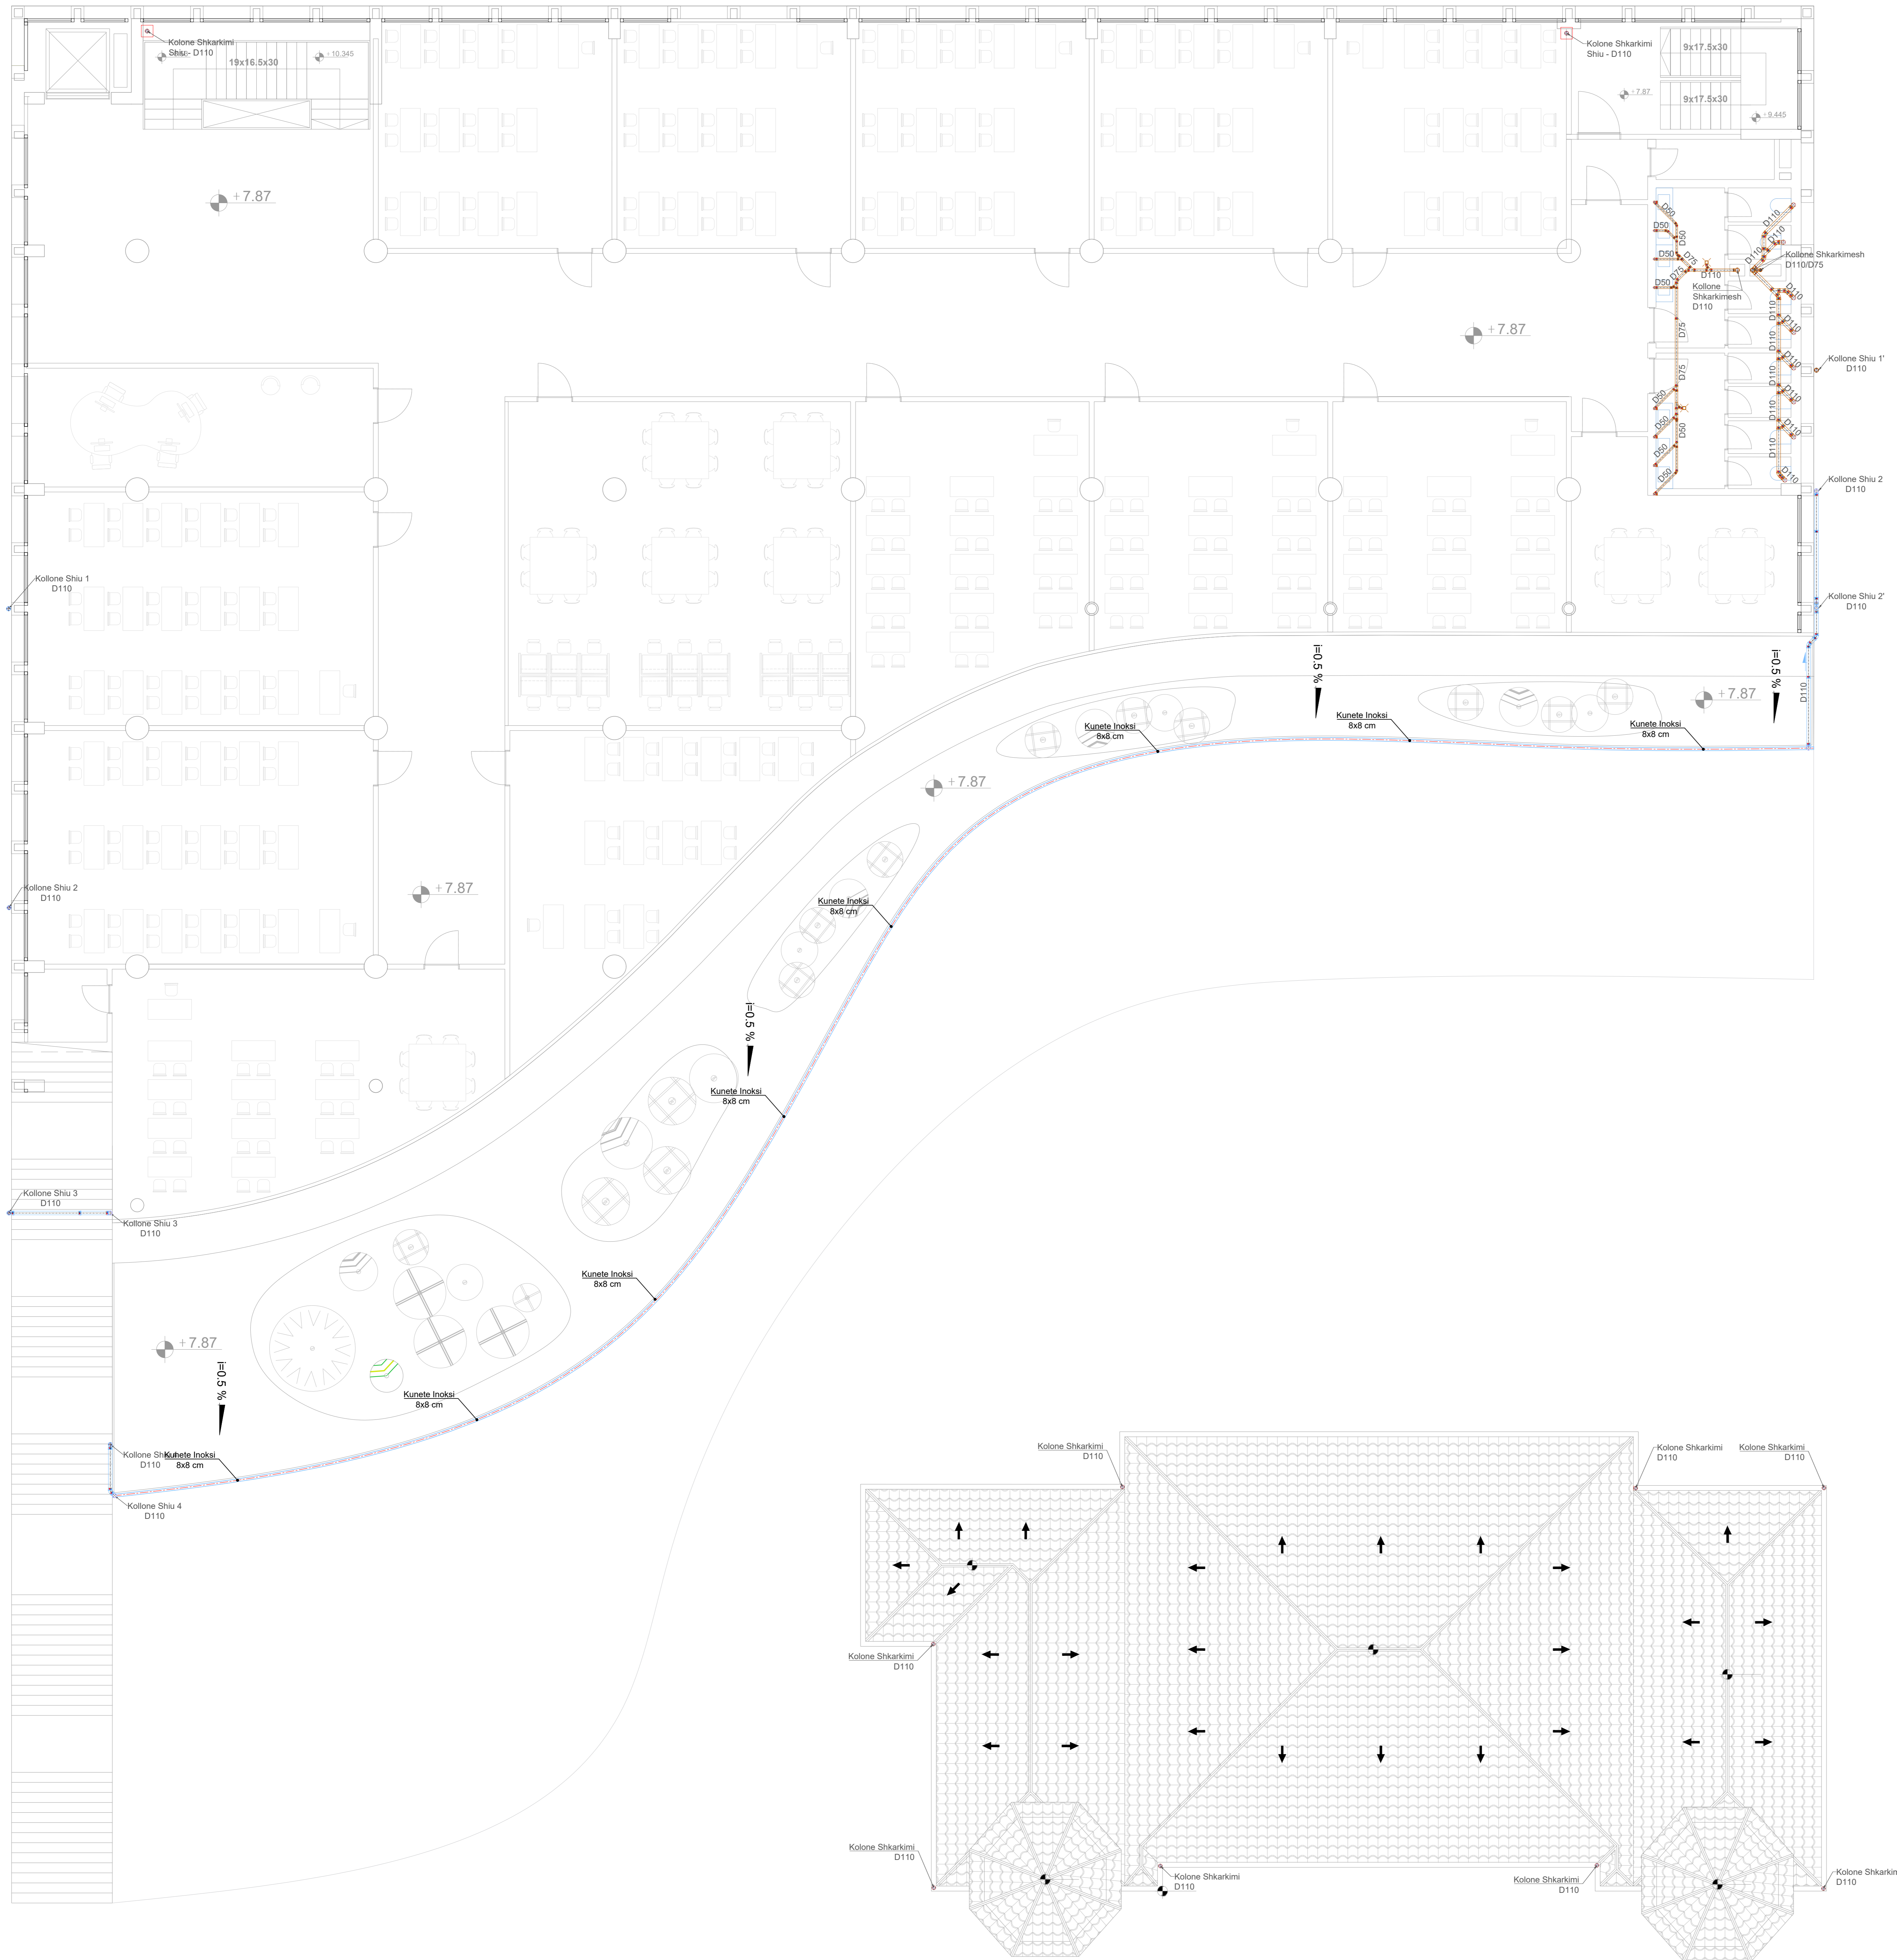 Kolone Shkarkimi
Shiu - D110
+10.345
19x16.5x30
Kolone Shkarkimi
Shiu - D110
9x17.5x30
+7.87
9x17.5x30
+9.445
+7.87
D50
D50
D50
D50
D50
D75
D75
D110
D110
D110
D110
Kollone Shkarkimesh
D110/D75
Kollone
Shkarkimesh
D110
D110
D110
D110
D110
D110
D110
D110
D110
D110
D110
D110
D75
D75
D50
D50
D50
D50
D50
+7.87
Kollone Shiu 1'
D110
Kollone Shiu 2
D110
Kollone Shiu 1
D110
Kollone Shiu 2'
D110
i=0.5 %
i=0.5 %
D110
+7.87
Kunete Inoksi
8x8 cm
Kunete Inoksi
8x8 cm
Kunete Inoksi
8x8 cm
+7.87
Kollone Shiu 2
D110
+7.87
Kunete Inoksi
8x8 cm
i=0.5 %
Kunete Inoksi
8x8 cm
Kollone Shiu 3
D110
Kollone Shiu 3
D110
Kunete Inoksi
8x8 cm
+7.87
i=0.5 %
Kunete Inoksi
8x8 cm
Kollone
D110
Kunete Inoksi
8x8 cm
Kollone Shiu 4
D110
Kolone Shkarkimi
D110
Kolone Shkarkimi
D110
Kolone Shkarkimi
D110
Kolone Shkarkimi
D110
Kolone Shkarkimi
D110
Kolone Shkarkimi
D110
Kolone Shkarkimi
D110
Kolone Shkarkin
D110